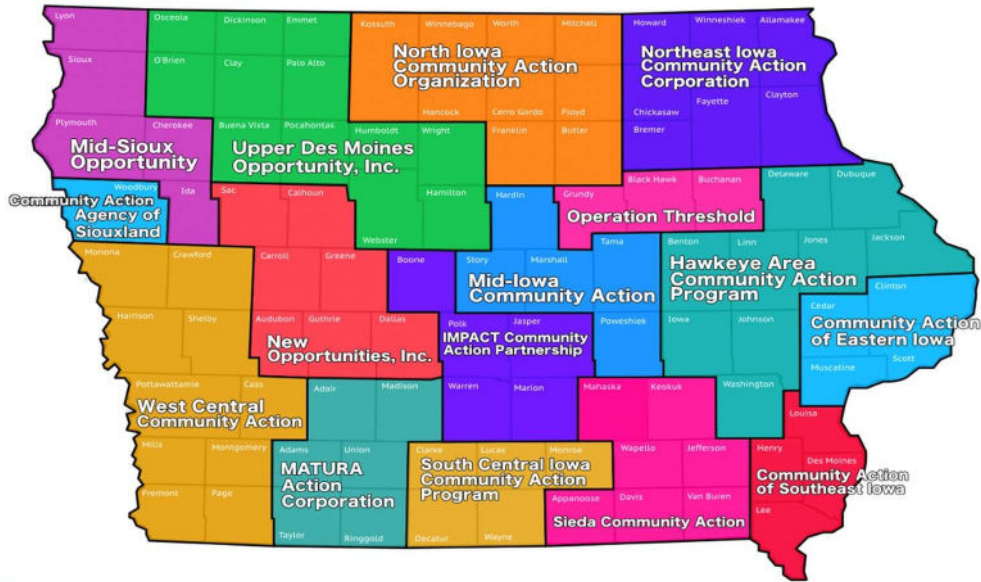 Lyon
Osceola
Dickinson
Emmet
Kossuth
Winnebago
Worth
Mitchell
Howard
Winneshiek
Allamakee
Sioux
O'Brien
Clay
Palo Alto
North Iowa
Community Action
Organization
Northeast Iowa
Community Action
Corporation
Hancock
Cerro Gordo
Floyd
Chickasaw
Fayette
Clayton
Plymouth
Cherokee
Buena Vista
Pocahontas
Humboldt
Wright
Franklin
Butler
Bremer
Mid-Sioux
Opportunity
Upper Des Moines
Opportunity, Inc.
Woodbury
Ida
Sac
Calhoun
Webster
Hamilton
Hardin
Grundy
Black Hawk
Buchanan
Delaware
Dubuque
Community Action
Agency of
Siouxland
Operation Threshold
Monona
Crawford
Carroll
Greene
Boone
Story
Marshall
Tama
Benton
Linn
Jones
Jackson
Mid-Iowa
Community Action
Hawkeye Area
Community Action
Program
Clinton
Cedar
Harrison
Shelby
Audubon
Guthrie
Dallas
Polk
Jasper
Poweshiek
Iowa
Johnson
New
Opportunities, Inc.
IMPACT Community
Action Partnership
Community Action
of Eastern Iowa
Scott
Muscatine
Pottawattamie
Cass
Adair
Madison
Warren
Marion
Mahaska
Keokuk
Washington
Louisa
West Central
Community Action
Mills
Montgomery
Adams
Union
Clarke
Lucas
Monroe
Wapello
Jefferson
Henry
Des Moines
MATURA
Action
Corporation
South Central Iowa
Community Action
Program
Community Action
of Southeast Iowa
Fremont
Page
Taylor
Ringgold
Decatur
Wayne
Appanoose
Davis
Van Buren
Lee
Sieda Community Action